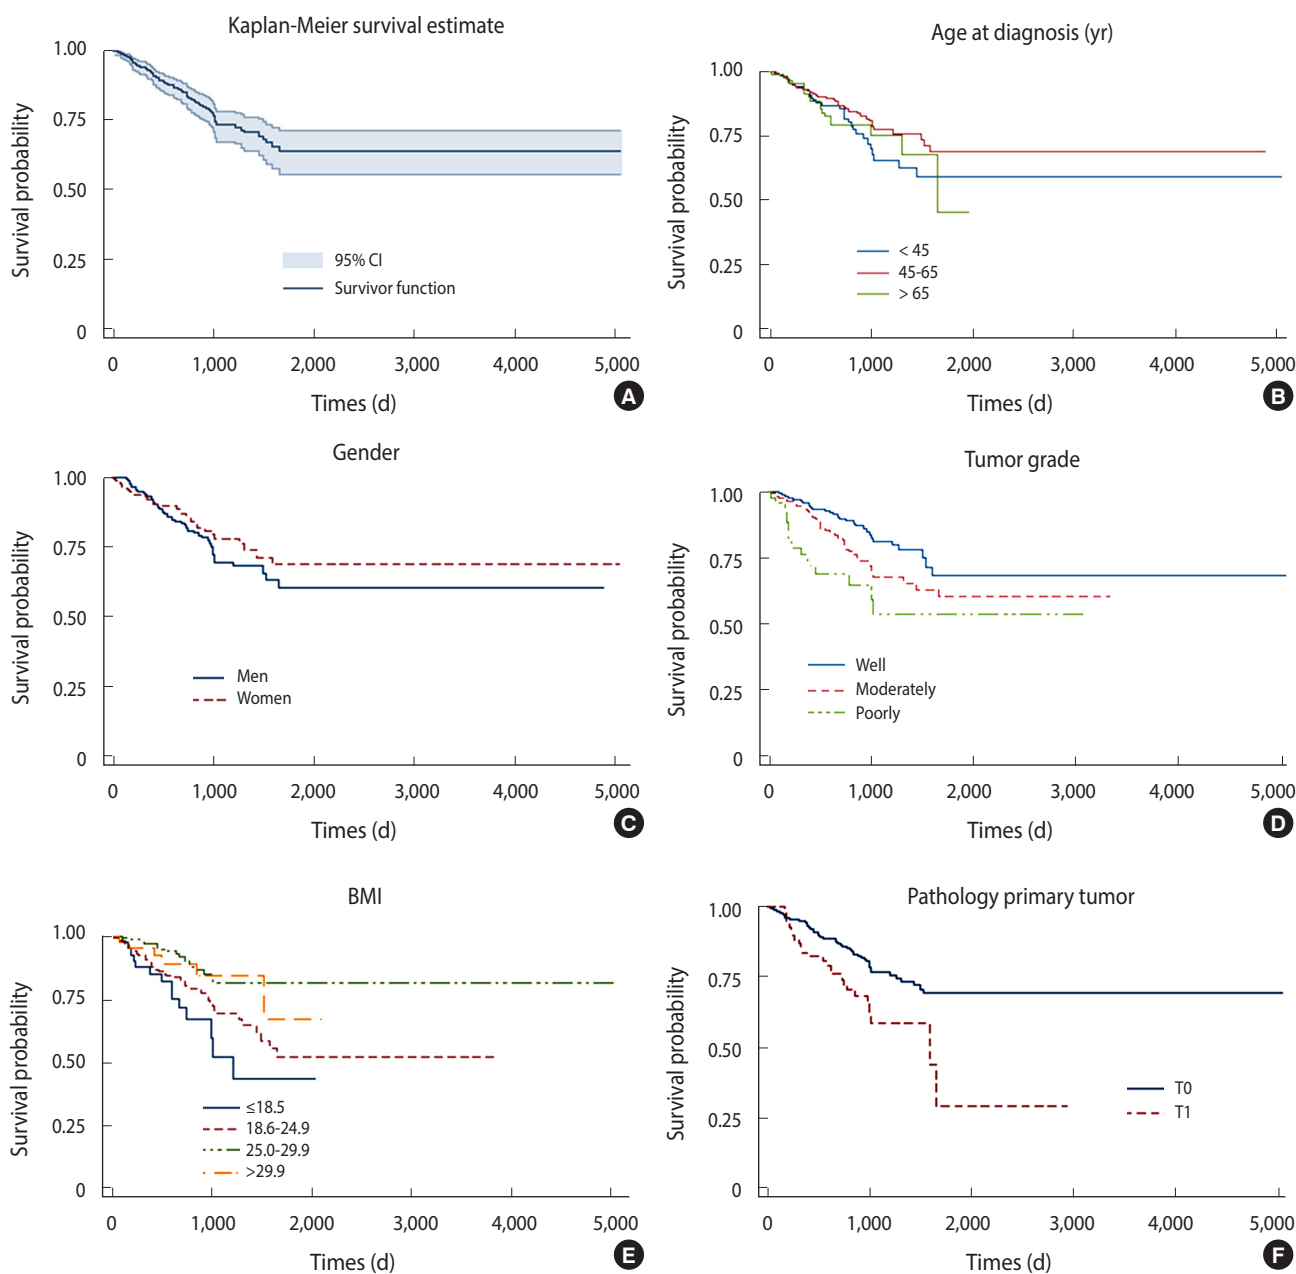 Kaplan-Meier survival estimate
1.00
0.75
0.50
0.25
0
Survival probability
95% CI
Survivor function
0 1,000 2,000 3,000 4,000 5,000
Times (d)
A
Age at diagnosis (yr)
1.00
0.75
0.50
0.25
0
Survival probability
< 45
45-65
> 65
0 1,000 2,000 3,000 4,000 5,000
Times (d)
B
Gender
1.00
0.75
0.50
0.25
0
Survival probability
Men
Women
0 1,000 2,000 3,000 4,000 5,000
Times (d)
C
Tumor grade
1.00
0.75
0.50
0.25
0
Survival probability
Well
Moderately
Poorly
0 1,000 2,000 3,000 4,000 5,000
Times (d)
D
BMI
1.00
0.75
0.50
0.25
0
Survival probability
≤18.5
18.6-24.9
25.0-29.9
>29.9
0 1,000 2,000 3,000 4,000 5,000
Times (d)
E
Pathology primary tumor
1.00
0.75
0.50
0.25
0
Survival probability
T0
T1
0 1,000 2,000 3,000 4,000 5,000
Times (d)
F